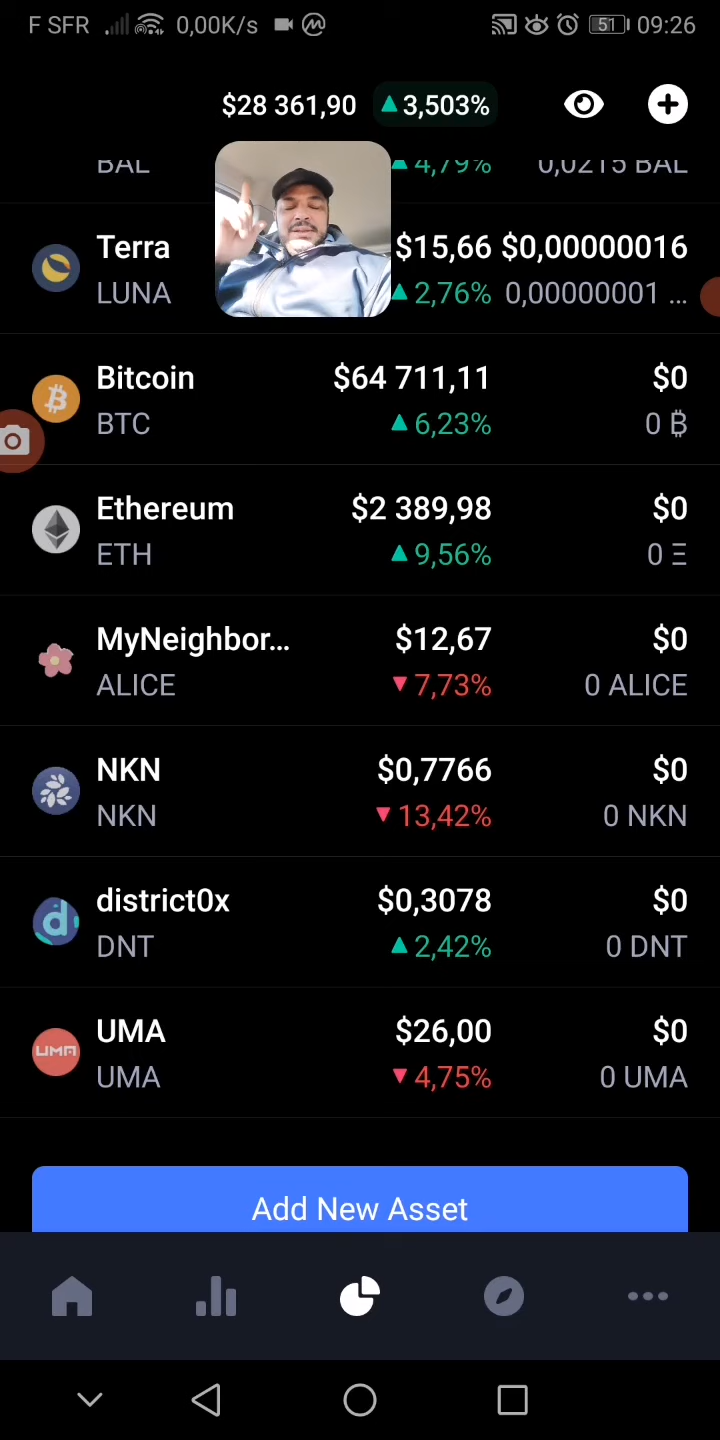 F SFR 0,00K/s 51 09:26
$28 361,90 3,503%
BAL 4,79% 0,0215 BAL
Terra $15,66 $0,00000016
LUNA 2,76% 0,00000001 ...
Bitcoin $64 711,11 $0
BTC 6,23% 0 ₿
Ethereum $2 389,98 $0
ETH 9,56% 0 Ξ
MyNeighbor... $12,67 $0
ALICE 7,73% 0 ALICE
NKN $0,7766 $0
NKN 13,42% 0 NKN
district0x $0,3078 $0
DNT 2,42% 0 DNT
UMA UMA $26,00 $0
UMA 4,75% 0 UMA
Add New Asset